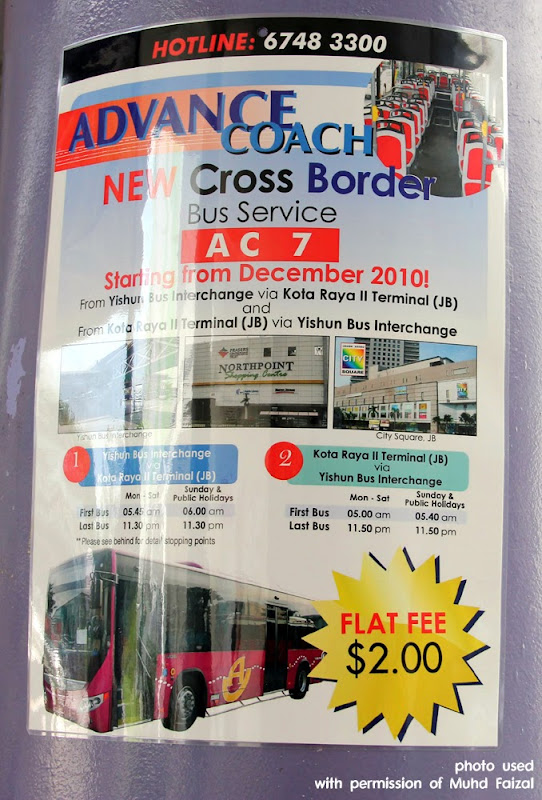 HOTLINE: 6748 3300
ADVANCE
COACH
NEW Cross Border
Bus Service
AC 7
Starting from December 2010!
From Yishun Bus Interchange via Kota Raya II Terminal (JB)
and
From Kota Raya II Terminal (JB) via Yishun Bus Interchange
NORTHPOINT
Shopping Centre
CITY
SQUARE
Yishun Bus Interchange
City Square, JB
1 Yishun Bus Interchange
via
Kota Raya II Terminal (JB)
Mon - Sat Sunday &
Public Holidays
First Bus 05.45 am 06.00 am
Last Bus 11.30 pm 11.30 pm
**Please see behind for detail stopping points
2 Kota Raya II Terminal (JB)
via
Yishun Bus Interchange
Mon - Sat Sunday &
Public Holidays
First Bus 05.00 am 05.40 am
Last Bus 11.50 pm 11.50 pm
FLAT FEE
$2.00
photo used
with permission of Muhd Faizal